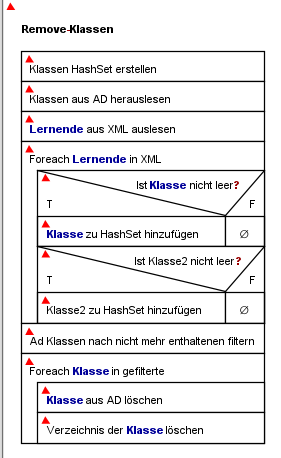 Remove-Klassen
Klassen HashSet erstellen
Klassen aus AD herauslesen
Lernende aus XML auslesen
Foreach Lernende in XML
Ist Klasse nicht leer?
T
F
Klasse zu HashSet hinzufügen
Ø
Ist Klasse2 nicht leer?
T
F
Klasse2 zu HashSet hinzufügen
Ø
Ad Klassen nach nicht mehr enthaltenen filtern
Foreach Klasse in gefilterte
Klasse aus AD löschen
Verzeichnis der Klasse löschen